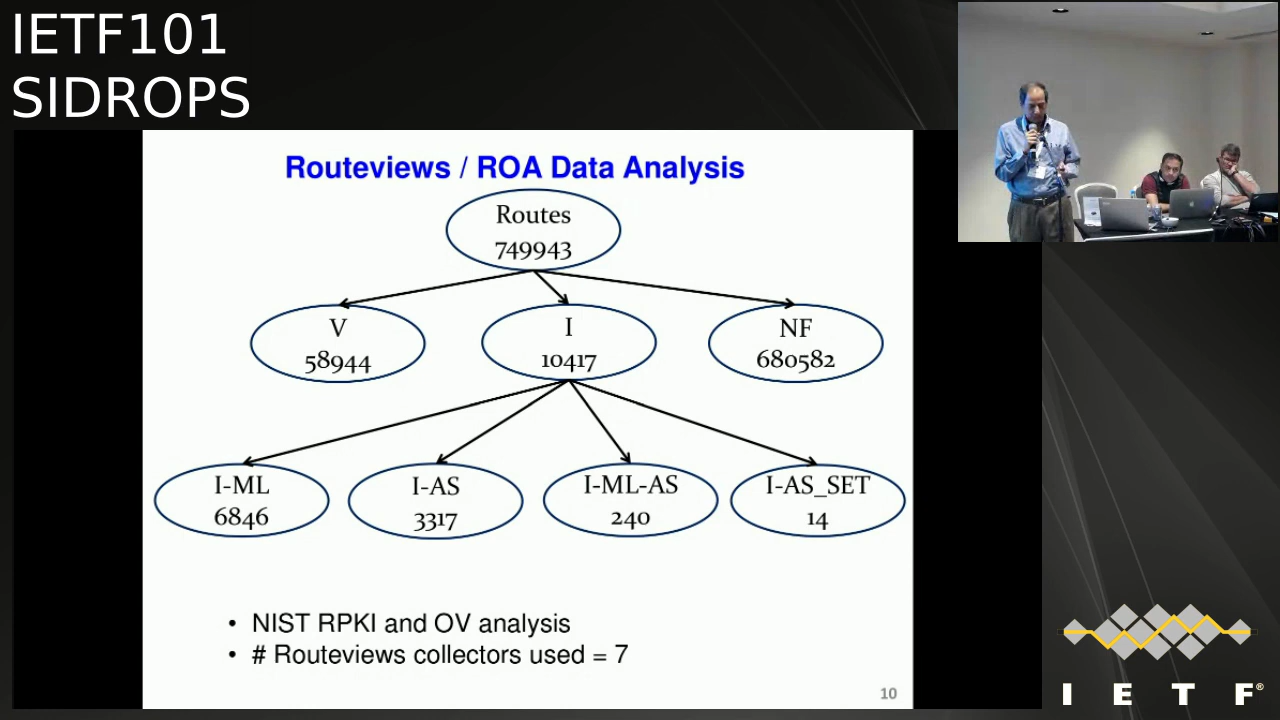 IETF101
SIDROPS
Routeviews / ROA Data Analysis
Routes
749943
V
58944
I
10417
NF
680582
I-ML
6846
I-AS
3317
I-ML-AS
240
I-AS_SET
14
• NIST RPKI and OV analysis
• # Routeviews collectors used = 7
10
I E T F®